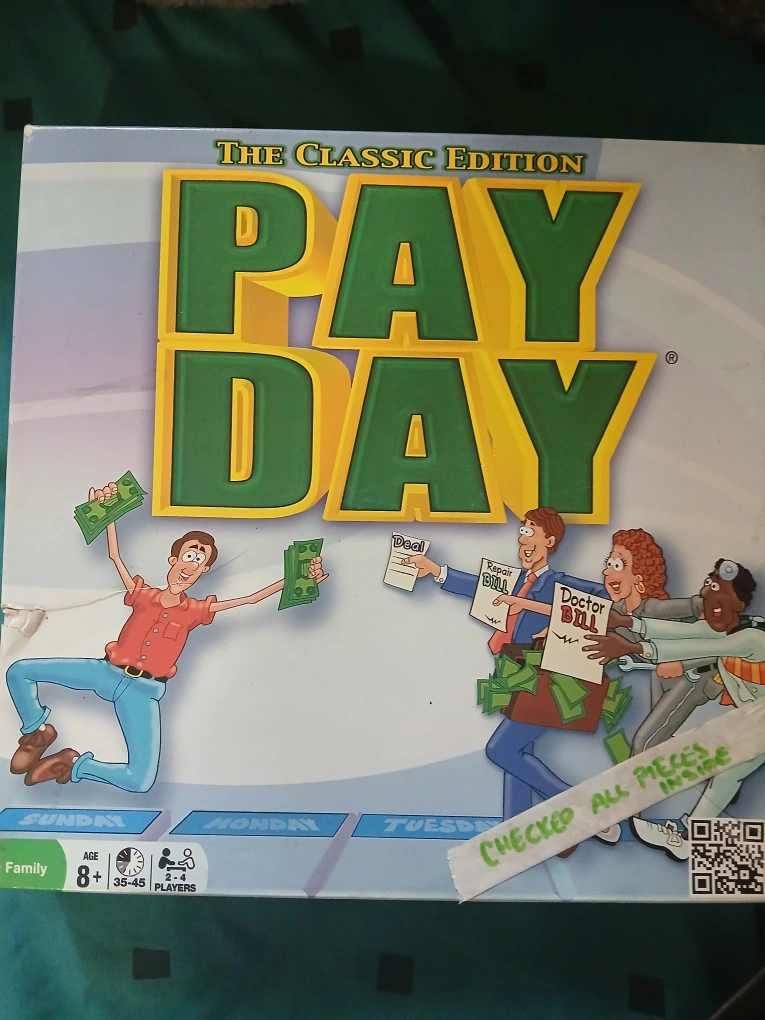 THE CLASSIC EDITION
PAY
DAY
®
Deal
Repair
BILL
Doctor
BILL
SUNDAY
MONDAY
TUESDA
CHECKED ALL PIECES
INSIDE
Family
AGE
8+
35-45
2-4
PLAYERS